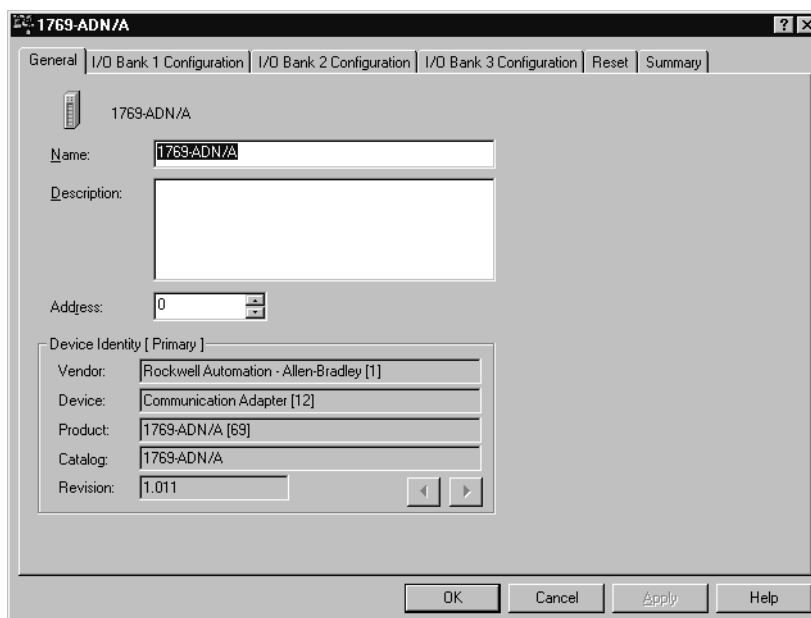 1769-ADN/A
General I/O Bank 1 Configuration I/O Bank 2 Configuration I/O Bank 3 Configuration Reset Summary
1769-ADN/A
Name: 1769-ADN/A
Description:
Address: 0
Device Identity [ Primary ]
Vendor: Rockwell Automation - Allen-Bradley [1]
Device: Communication Adapter [12]
Product: 1769-ADN/A [69]
Catalog: 1769-ADN/A
Revision: 1.011
OK Cancel Apply Help